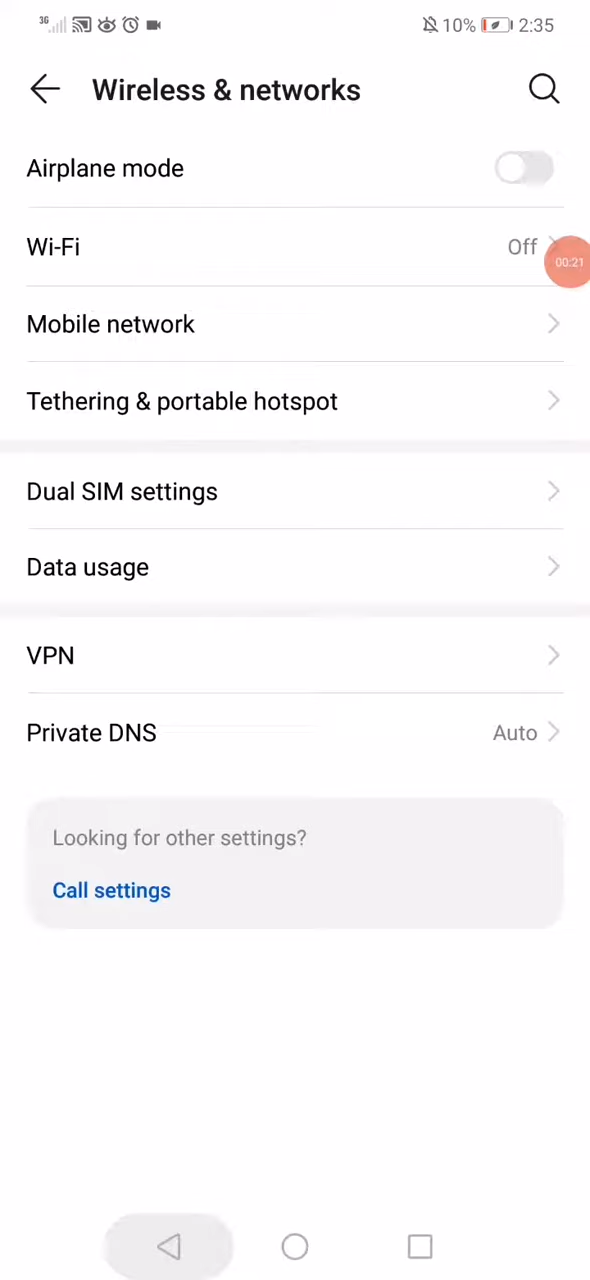 3G 10% 2:35
Wireless & networks
Airplane mode
Wi-Fi Off
00:21
Mobile network
Tethering & portable hotspot
Dual SIM settings
Data usage
VPN
Private DNS Auto
Looking for other settings?
Call settings